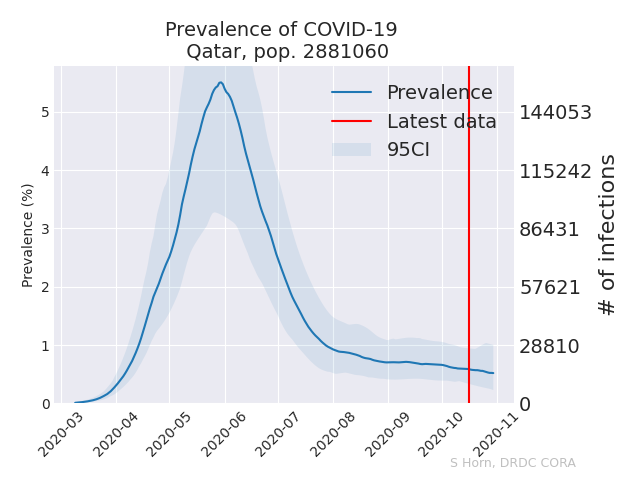 Prevalence of COVID-19
Qatar, pop. 2881060
Prevalence
Latest data
95CI
Prevalence (%)
5
4
3
2
1
0
144053
115242
86431
57621
28810
0
# of infections
2020-03
2020-04
2020-05
2020-06
2020-07
2020-08
2020-09
2020-10
2020-11
S Horn, DRDC CORA